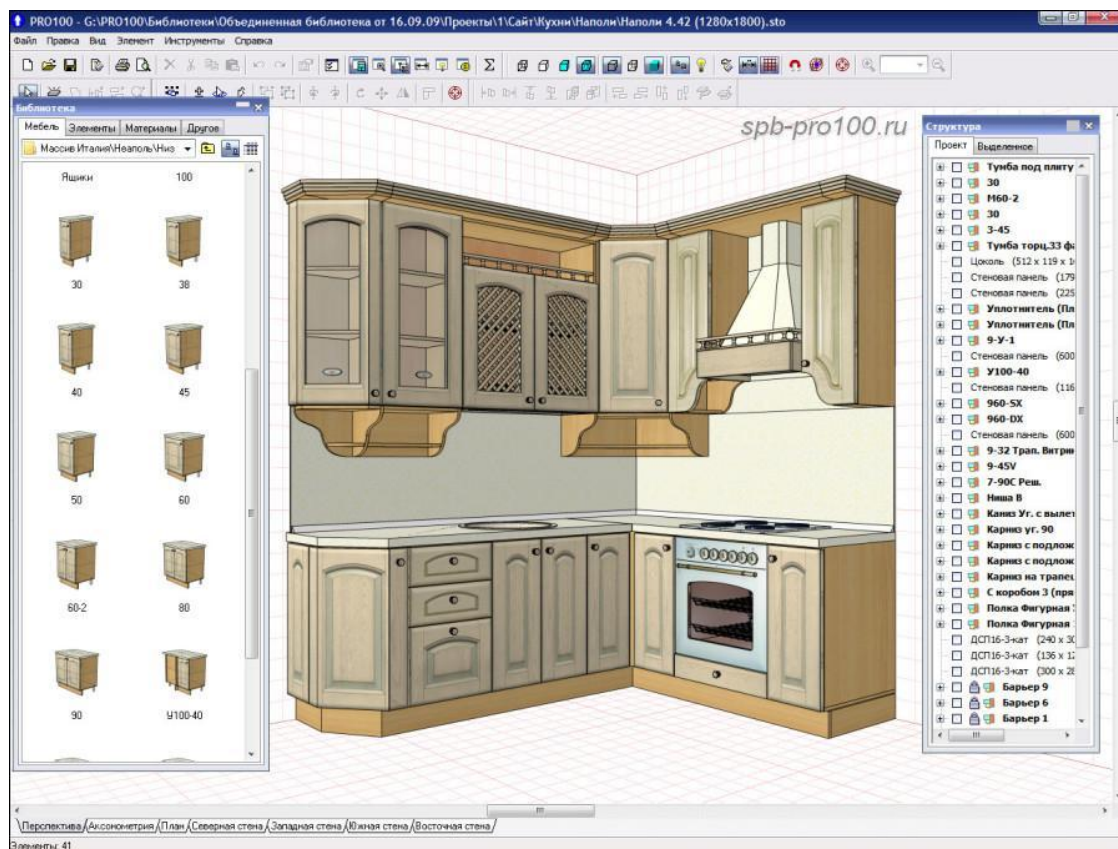 PRO100 - G:\PRO100\Библиотеки\Объединенная библиотека от 16.09.09\Проекты\1\Сайт\Кухни\Наполи\Наполи 4.42 (1280x1800).sto
Файл Правка Вид Элемент Инструменты Справка
spb-pro100.ru
Библиотека
Мебель Элементы Материалы Другое
Массив Италия\Неаполь\Низ
Ящики 100
30 38
40 45
50 60
60-2 80
90 У100-40
Структура
Проект Выделенное
Тумба под плиту
30
М60-2
30
3-45
Тумба торц.33 фа
Цоколь (512 x 119 x 1
Стеновая панель (179
Стеновая панель (225
Уплотнитель (Пл
Уплотнитель (Пл
9-У-1
Стеновая панель (600
У100-40
Стеновая панель (116
960-SX
960-DX
Стеновая панель (600
9-32 Трап. Витрин
9-45V
7-90С Реш.
Ниша В
Каниз Уг. с вылет
Карниз уг. 90
Карниз с подлож
Карниз с подлож
Карниз на трапец
С коробом 3 (пря
Полка Фигурная
Полка Фигурная
ДСП16-3-кат (240 x 30
ДСП16-3-кат (136 x 12
ДСП16-3-кат (300 x 28
Барьер 9
Барьер 6
Барьер 1
Перспектива Аксонометрия План Северная стена Западная стена Южная стена Восточная стена
Элементы: 41